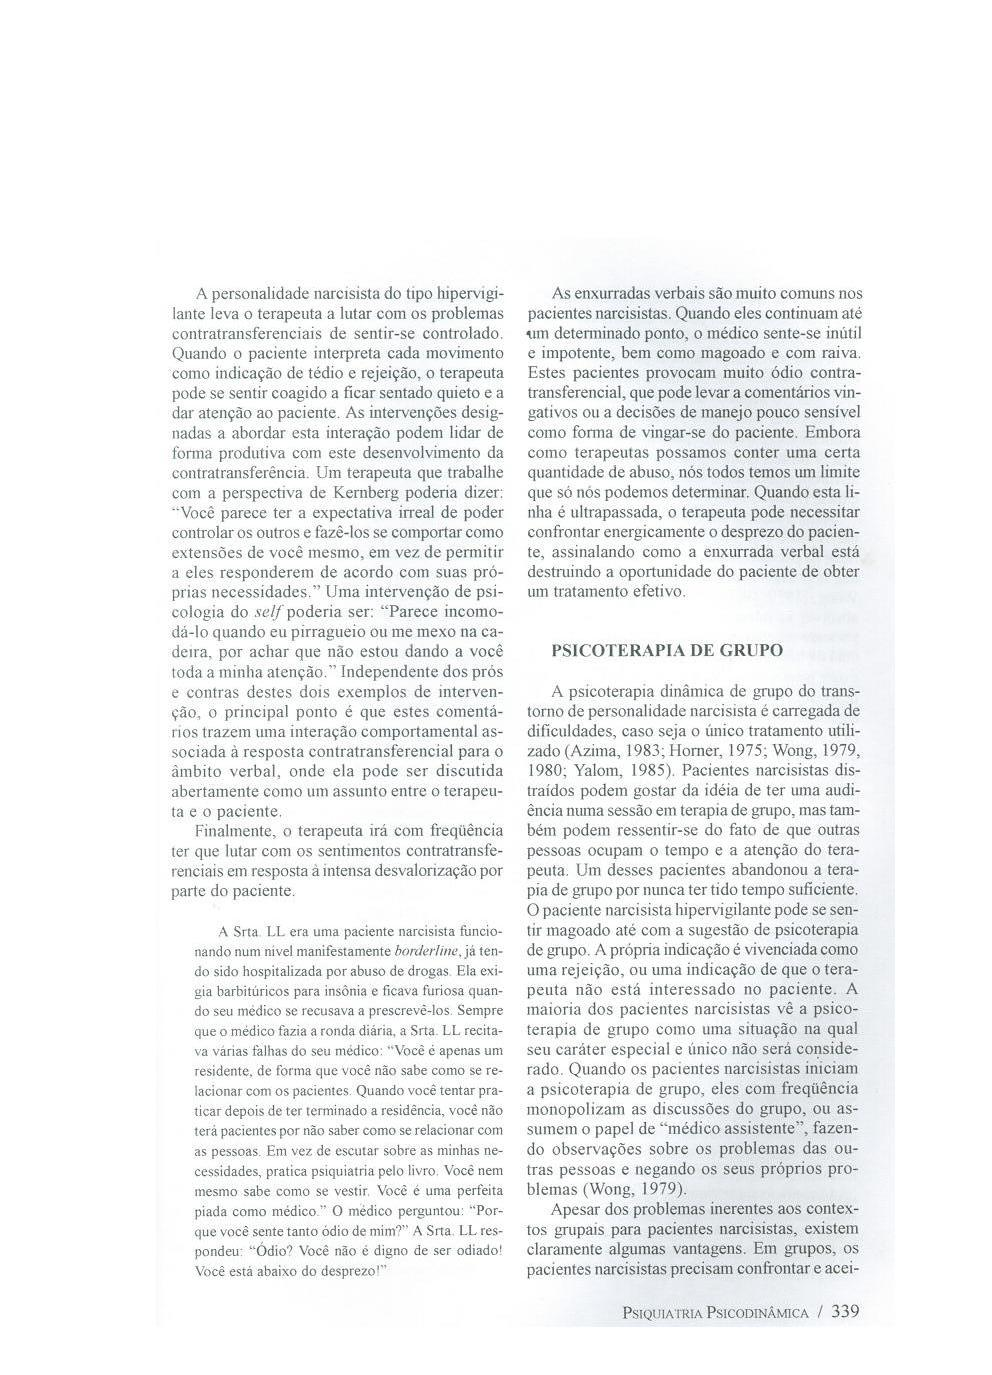 A personalidade narcisista do tipo hipervigi-
lante leva o terapeuta a lutar com os problemas
contratransferenciais de sentir-se controlado.
Quando o paciente interpreta cada movimento
como indicação de tédio e rejeição, o terapeuta
pode se sentir coagido a ficar sentado quieto e a
dar atenção ao paciente. As intervenções desig-
nadas a abordar esta interação podem lidar de
forma produtiva com este desenvolvimento da
contratransferência. Um terapeuta que trabalhe
com a perspectiva de Kernberg poderia dizer:
“Você parece ter a expectativa irreal de poder
controlar os outros e fazê-los se comportar como
extensões de você mesmo, em vez de permitir
a eles responderem de acordo com suas pró-
prias necessidades.” Uma intervenção de psi-
cologia do self poderia ser: “Parece incomo-
dá-lo quando eu pirragueio ou me mexo na ca-
deira, por achar que não estou dando a você
toda a minha atenção.” Independente dos prós
e contras destes dois exemplos de interven-
ção, o principal ponto é que estes comentá-
rios trazem uma interação comportamental as-
sociada à resposta contratransferencial para o
âmbito verbal, onde ela pode ser discutida
abertamente como um assunto entre o terapeu-
ta e o paciente.
Finalmente, o terapeuta irá com freqüência
ter que lutar com os sentimentos contratransfe-
renciais em resposta à intensa desvalorização por
parte do paciente.
A Srta. LL era uma paciente narcisista funcio-
nando num nível manifestamente borderline, já ten-
do sido hospitalizada por abuso de drogas. Ela exi-
gia barbitúricos para insônia e ficava furiosa quan-
do seu médico se recusava a prescrevê-los. Sempre
que o médico fazia a ronda diária, a Srta. LL recita-
va várias falhas do seu médico: “Você é apenas um
residente, de forma que você não sabe como se re-
lacionar com os pacientes. Quando você tentar pra-
ticar depois de ter terminado a residência, você não
terá pacientes por não saber como se relacionar com
as pessoas. Em vez de escutar sobre as minhas ne-
cessidades, pratica psiquiatria pelo livro. Você nem
mesmo sabe como se vestir. Você é uma perfeita
piada como médico.” O médico perguntou: “Por-
que você sente tanto ódio de mim?” A Srta. LL res-
pondeu: “Ódio? Você não é digno de ser odiado!
Você está abaixo do desprezo!”
As enxurradas verbais são muito comuns nos
pacientes narcisistas. Quando eles continuam até
um determinado ponto, o médico sente-se inútil
e impotente, bem como magoado e com raiva.
Estes pacientes provocam muito ódio contra-
transferencial, que pode levar a comentários vin-
gativos ou a decisões de manejo pouco sensível
como forma de vingar-se do paciente. Embora
como terapeutas possamos conter uma certa
quantidade de abuso, nós todos temos um limite
que só nós podemos determinar. Quando esta li-
nha é ultrapassada, o terapeuta pode necessitar
confrontar energicamente o desprezo do pacien-
te, assinalando como a enxurrada verbal está
destruindo a oportunidade do paciente de obter
um tratamento efetivo.
PSICOTERAPIA DE GRUPO
A psicoterapia dinâmica de grupo do trans-
torno de personalidade narcisista é carregada de
dificuldades, caso seja o único tratamento utili-
zado (Azima, 1983; Horner, 1975; Wong, 1979,
1980; Yalom, 1985). Pacientes narcisistas dis-
traídos podem gostar da idéia de ter uma audi-
ência numa sessão em terapia de grupo, mas tam-
bém podem ressentir-se do fato de que outras
pessoas ocupam o tempo e a atenção do tera-
peuta. Um desses pacientes abandonou a tera-
pia de grupo por nunca ter tido tempo suficiente.
O paciente narcisista hipervigilante pode se sen-
tir magoado até com a sugestão de psicoterapia
de grupo. A própria indicação é vivenciada como
uma rejeição, ou uma indicação de que o tera-
peuta não está interessado no paciente. A
maioria dos pacientes narcisistas vê a psico-
terapia de grupo como uma situação na qual
seu caráter especial e único não será conside-
rado. Quando os pacientes narcisistas iniciam
a psicoterapia de grupo, eles com freqüência
monopolizam as discussões do grupo, ou as-
sumem o papel de “médico assistente”, fazen-
do observações sobre os problemas das ou-
tras pessoas e negando os seus próprios pro-
blemas (Wong, 1979).
Apesar dos problemas inerentes aos contex-
tos grupais para pacientes narcisistas, existem
claramente algumas vantagens. Em grupos, os
pacientes narcisistas precisam confrontar e acei-
PSIQUIATRIA PSICODINÂMICA / 339